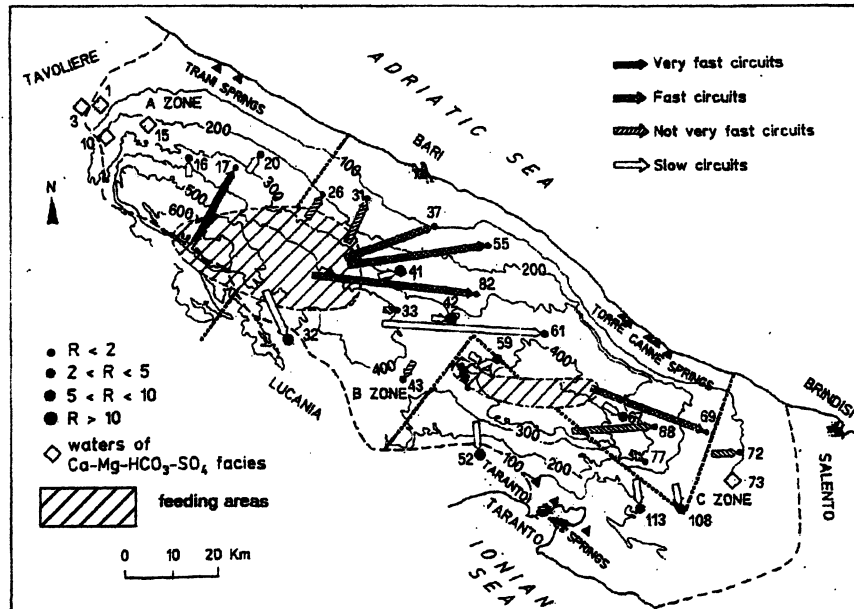 TAVOLIERE
ADRIATIC SEA
TRANI SPRINGS
A ZONE
BARI
Very fast circuits
Fast circuits
Not very fast circuits
Slow circuits
3
1
10
15
16
17
20
200
100
300
500
600
26
31
37
55
41
200
82
33
42
61
59
32
400
43
400
N
LUCANIA
B ZONE
TORRE CANNE SPRINGS
BRINDISI
SALENTO
67
69
88
77
72
73
C ZONE
300
200
100
52
TARANTO
TARANTO SPRINGS
113
108
IONIAN SEA
R < 2
2 < R < 5
5 < R < 10
R > 10
waters of
Ca-Mg-HCO₃-SO₄ facies
feeding areas
0 10 20 Km